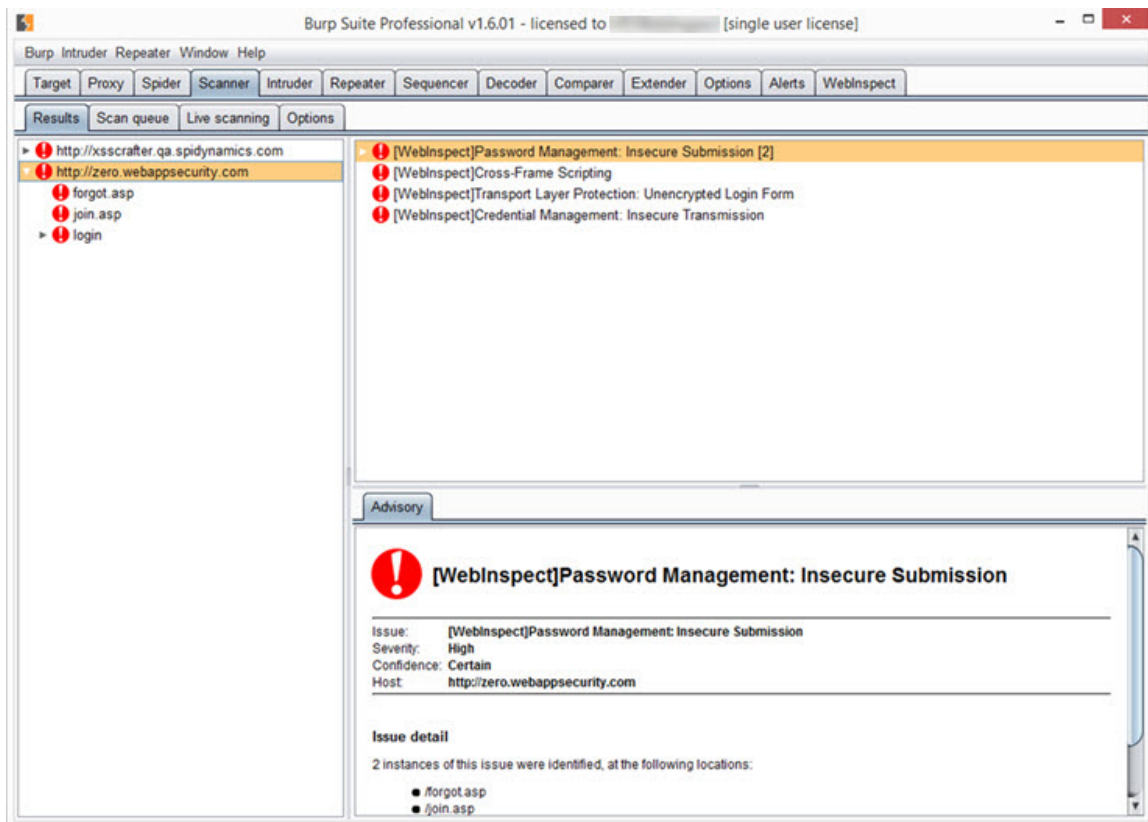 Burp Suite Professional v1.6.01 - licensed to [single user license]
Burp Intruder Repeater Window Help
Target Proxy Spider Scanner Intruder Repeater Sequencer Decoder Comparer Extender Options Alerts WebInspect
Results Scan queue Live scanning Options
http://xsscrafter.qa.spidynamics.com
http://zero.webappsecurity.com
forgot.asp
join.asp
login
[WebInspect]Password Management: Insecure Submission [2]
[WebInspect]Cross-Frame Scripting
[WebInspect]Transport Layer Protection: Unencrypted Login Form
[WebInspect]Credential Management: Insecure Transmission
Advisory
[WebInspect]Password Management: Insecure Submission
Issue: [WebInspect]Password Management: Insecure Submission
Severity: High
Confidence: Certain
Host: http://zero.webappsecurity.com
Issue detail
2 instances of this issue were identified, at the following locations:
/forgot.asp
/join.asp